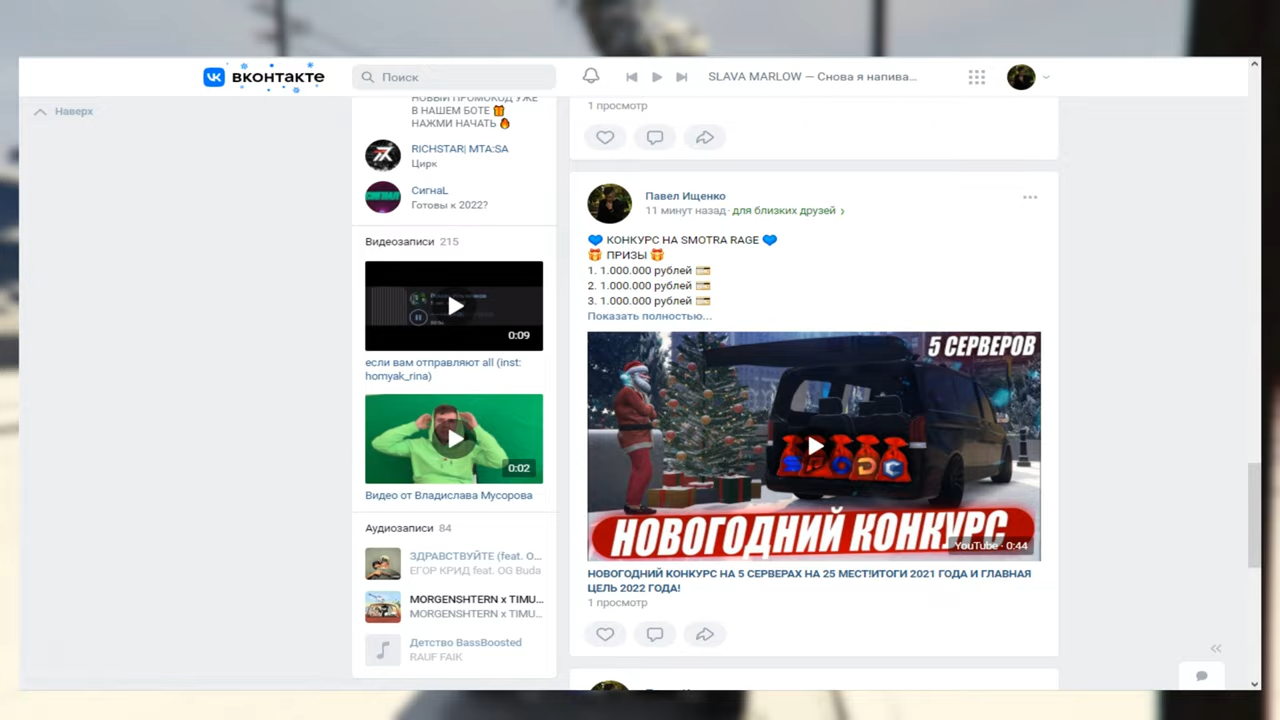 вконтакте
Поиск
SLAVA MARLOW — Снова я напива...
Наверх
НОВЫЙ ПРОМОКОД УЖЕ
В НАШЕМ БОТЕ 🎁
НАЖМИ НАЧАТЬ 🔥
RICHSTAR| MTA:SA
Цирк
СИГНАЛ
СигнаL
Готовы к 2022?
Видеозаписи 215
0:09
если вам отправляют all (inst:
homyak_rina)
0:02
Видео от Владислава Мусорова
Аудиозаписи 84
ЗДРАВСТВУЙТЕ (feat. O...
ЕГОР КРИД feat. OG Buda
MORGENSHTERN x TIMU...
MORGENSHTERN x TIMU...
Детство BassBoosted
RAUF FAIK
1 просмотр
Павел Ищенко
11 минут назад · для близких друзей ›
💙 КОНКУРС НА SMOTRA RAGE 💙
🎁 ПРИЗЫ 🎁
1. 1.000.000 рублей 💳
2. 1.000.000 рублей 💳
3. 1.000.000 рублей 💳
Показать полностью...
5 СЕРВЕРОВ
НОВОГОДНИЙ КОНКУРС
YouTube · 0:44
НОВОГОДНИЙ КОНКУРС НА 5 СЕРВЕРАХ НА 25 МЕСТ!ИТОГИ 2021 ГОДА И ГЛАВНАЯ
ЦЕЛЬ 2022 ГОДА!
1 просмотр